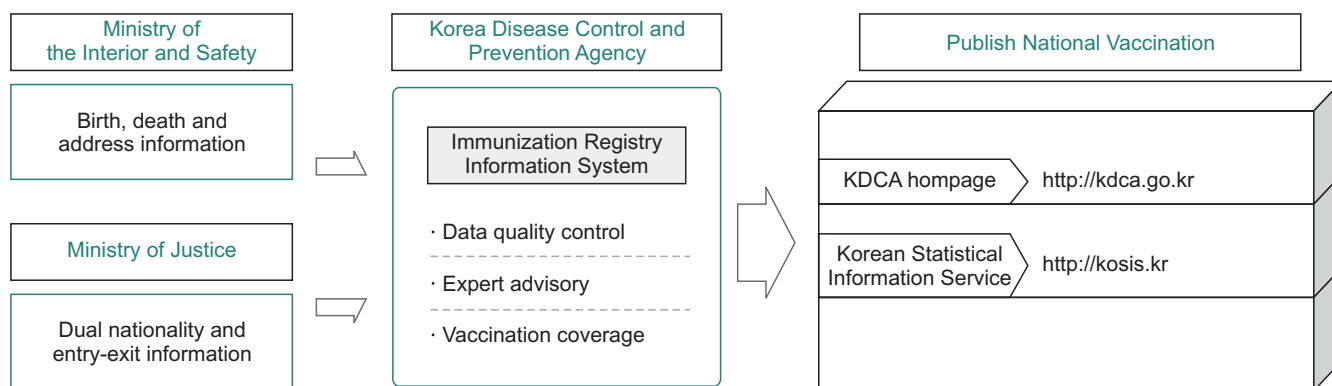 Ministry of
the Interior and Safety
Birth, death and
address information
Ministry of Justice
Dual nationality and
entry-exit information
Korea Disease Control and
Prevention Agency
Immunization Registry
Information System
· Data quality control
· Expert advisory
· Vaccination coverage
Publish National Vaccination
KDCA hompage
http://kdca.go.kr
Korean Statistical
Information Service
http://kosis.kr